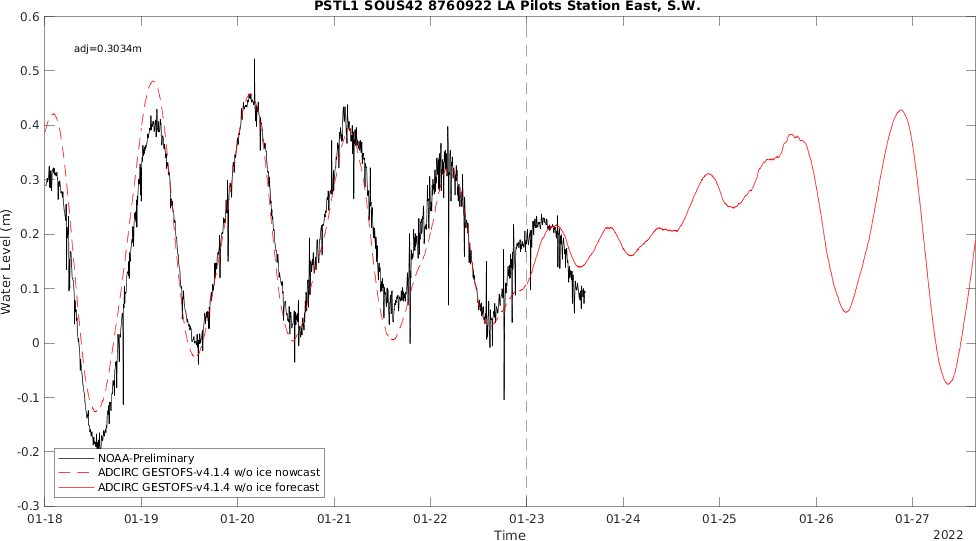 PSTL1 SOUS42 8760922 LA Pilots Station East, S.W.
adj=0.3034m
0.6
0.5
0.4
0.3
0.2
0.1
0
-0.1
-0.2
-0.3
Water Level (m)
NOAA-Preliminary
ADCIRC GESTOFS-v4.1.4 w/o ice nowcast
ADCIRC GESTOFS-v4.1.4 w/o ice forecast
01-18 01-19 01-20 01-21 01-22 01-23 01-24 01-25 01-26 01-27
Time
2022